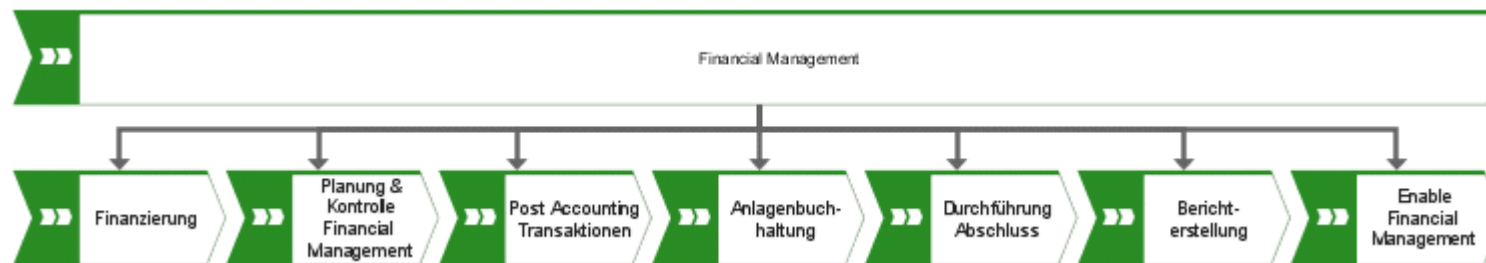 Financial Management
Finanzierung
Planung &
Kontrolle
Financial
Management
Post Accounting
Transaktionen
Anlagenbuch-
haltung
Durchführung
Abschluss
Bericht-
erstellung
Enable
Financial
Management